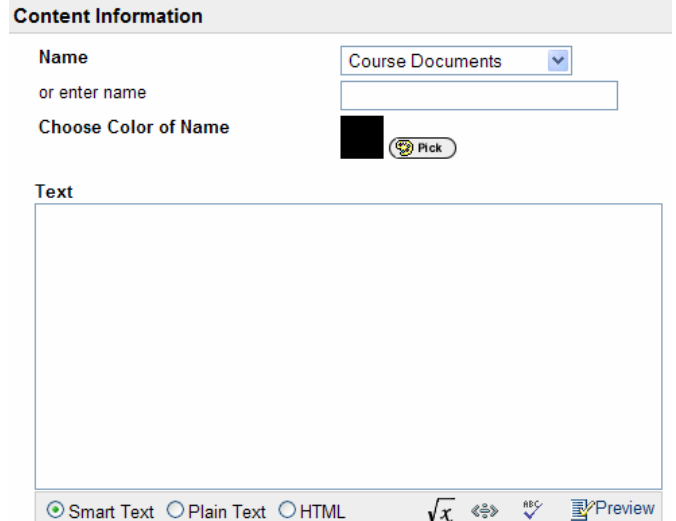 Content Information
Name
Course Documents
or enter name
Choose Color of Name
Pick
Text
Smart Text Plain Text HTML √x ABC Preview